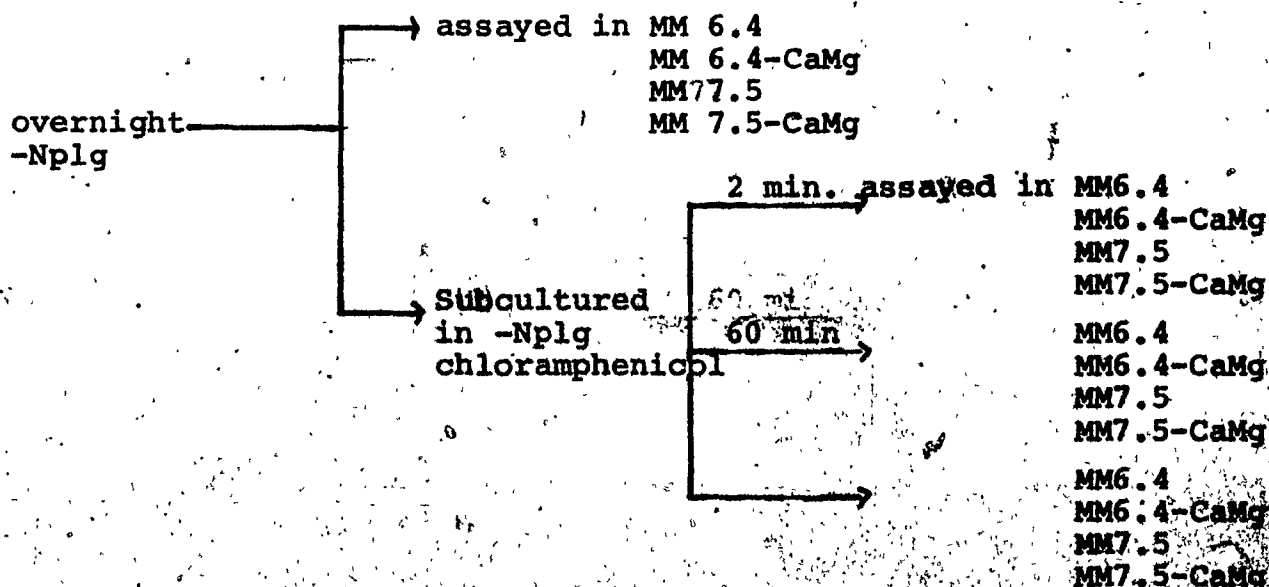 assayed in MM 6.4
MM 6.4-CaMg
MM77.5
MM 7.5-CaMg
overnight
-Nplg
2 min. assayed in MM6.4
MM6.4-CaMg
MM7.5
MM7.5-CaMg
Subcultured
in -Nplg
chloramphenicol
60 mi
60 min
MM6.4
MM6.4-CaMg
MM7.5
MM7.5-CaMg
MM6.4
MM6.4-CaMg
MM7.5
MM7.5-CaMg